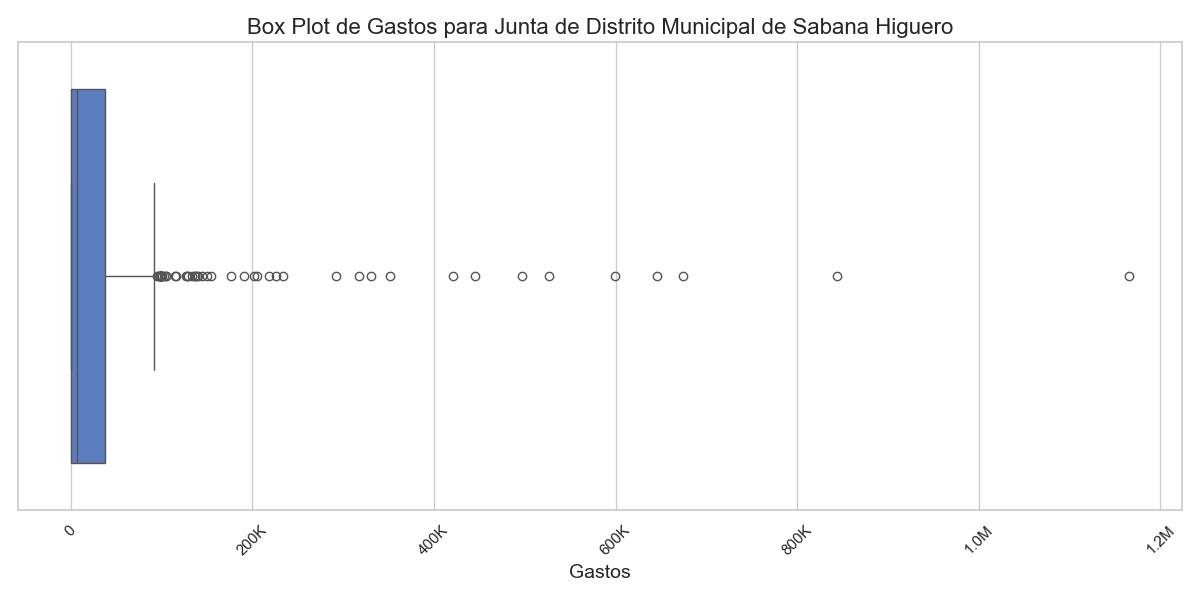 Box Plot de Gastos para Junta de Distrito Municipal de Sabana Higuero
0
200K
400K
600K
800K
1.0M
1.2M
Gastos